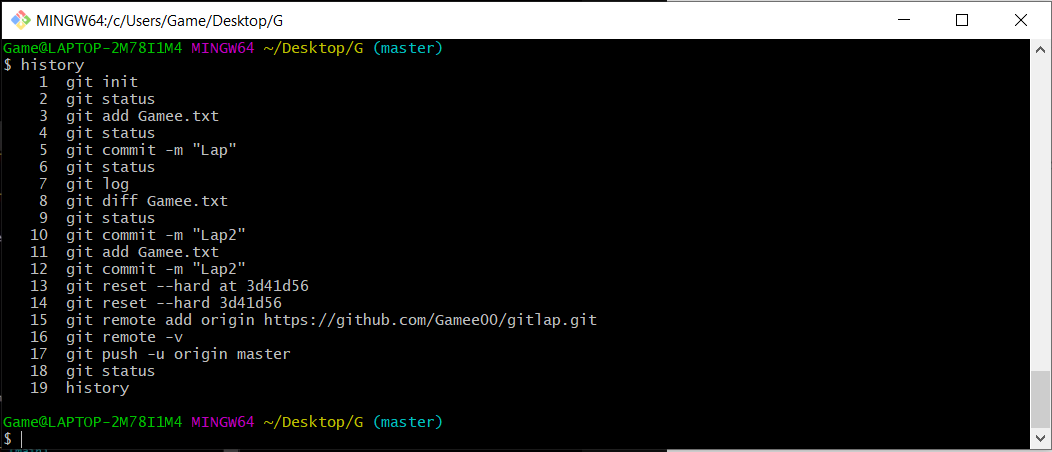 MINGW64:/c/Users/Game/Desktop/G
Game@LAPTOP-2M78I1M4 MINGW64 ~/Desktop/G (master)
$ history
1 git init
2 git status
3 git add Gamee.txt
4 git status
5 git commit -m "Lap"
6 git status
7 git log
8 git diff Gamee.txt
9 git status
10 git commit -m "Lap2"
11 git add Gamee.txt
12 git commit -m "Lap2"
13 git reset --hard at 3d41d56
14 git reset --hard 3d41d56
15 git remote add origin https://github.com/Gamee00/gitlap.git
16 git remote -v
17 git push -u origin master
18 git status
19 history
Game@LAPTOP-2M78I1M4 MINGW64 ~/Desktop/G (master)
$